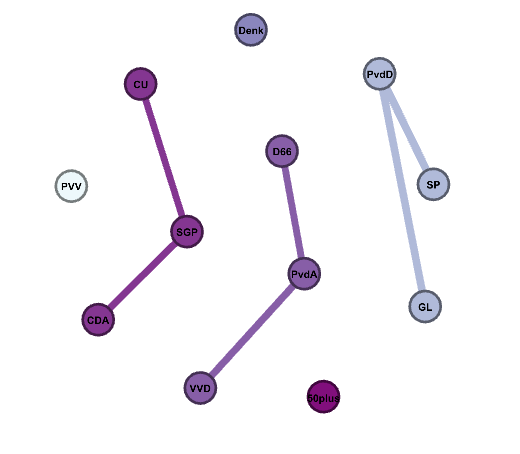 Denk
PvdD
CU
D66
PVV
SP
SGP
PvdA
GL
CDA
VVD
50plus